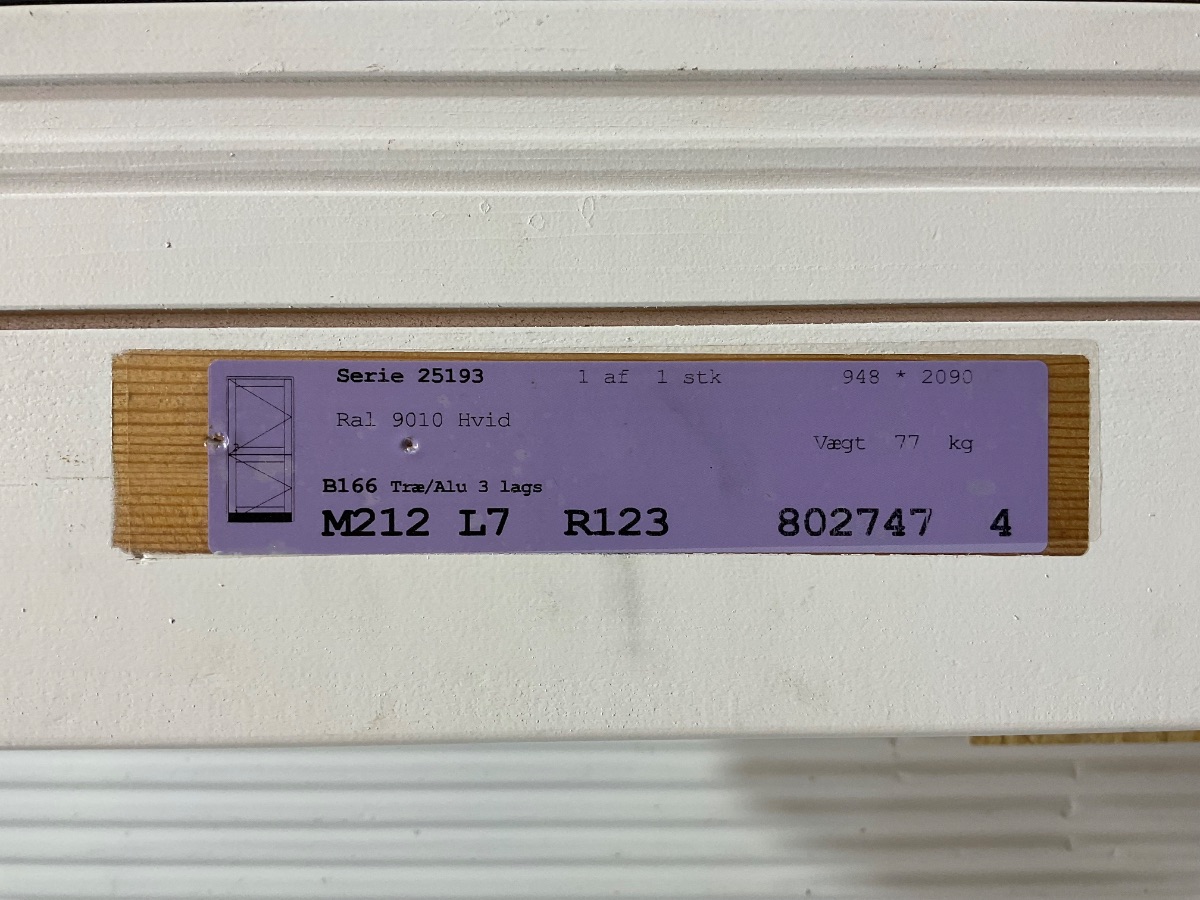 Serie 25193 1 af 1 stk 948 * 2090
Ral 9010 Hvid
Vægt 77 kg
B166 Træ/Alu 3 lags
M212 L7 R123 802747 4